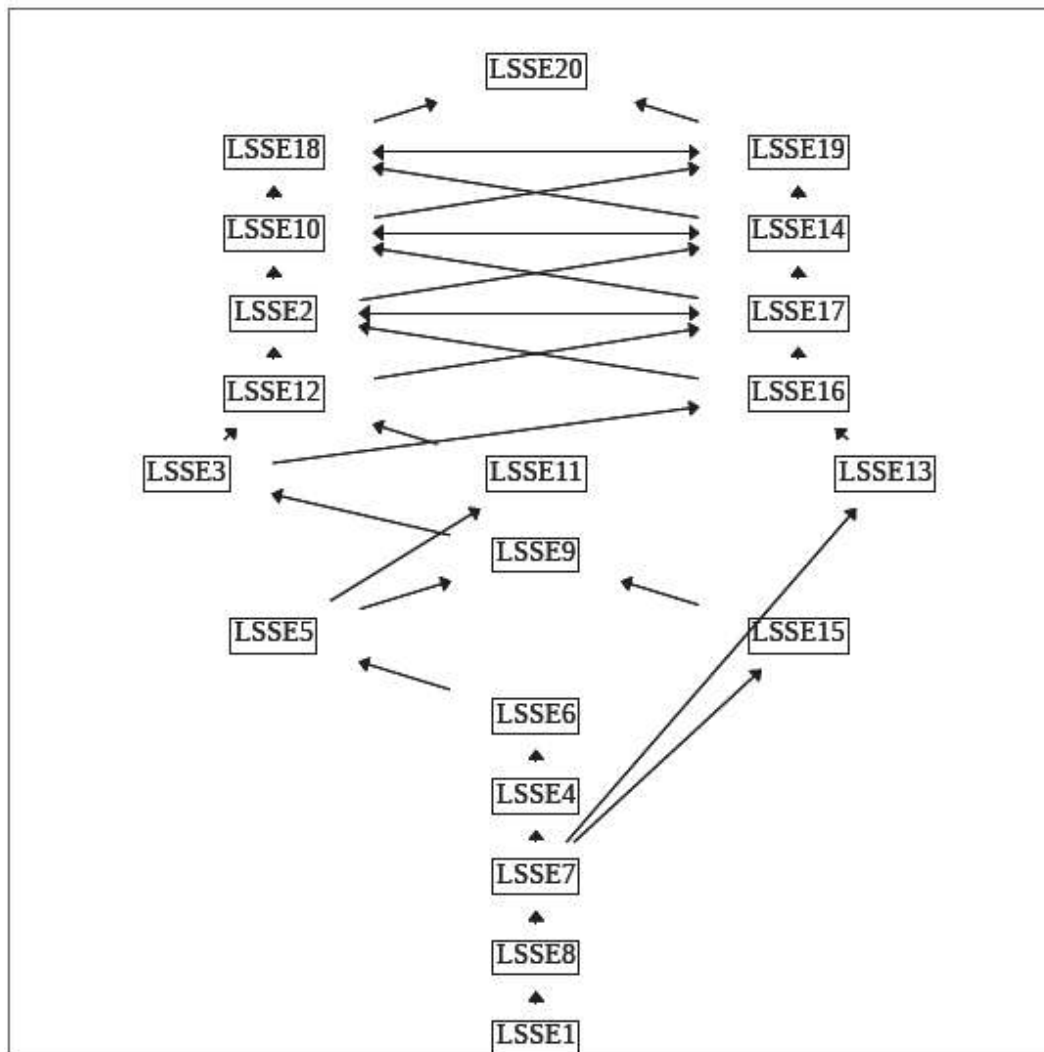 LSSE20
LSSE18 LSSE19
LSSE10 LSSE14
LSSE2 LSSE17
LSSE12 LSSE16
LSSE3 LSSE11 LSSE13
LSSE9
LSSE5 LSSE15
LSSE6
LSSE4
LSSE7
LSSE8
LSSE1